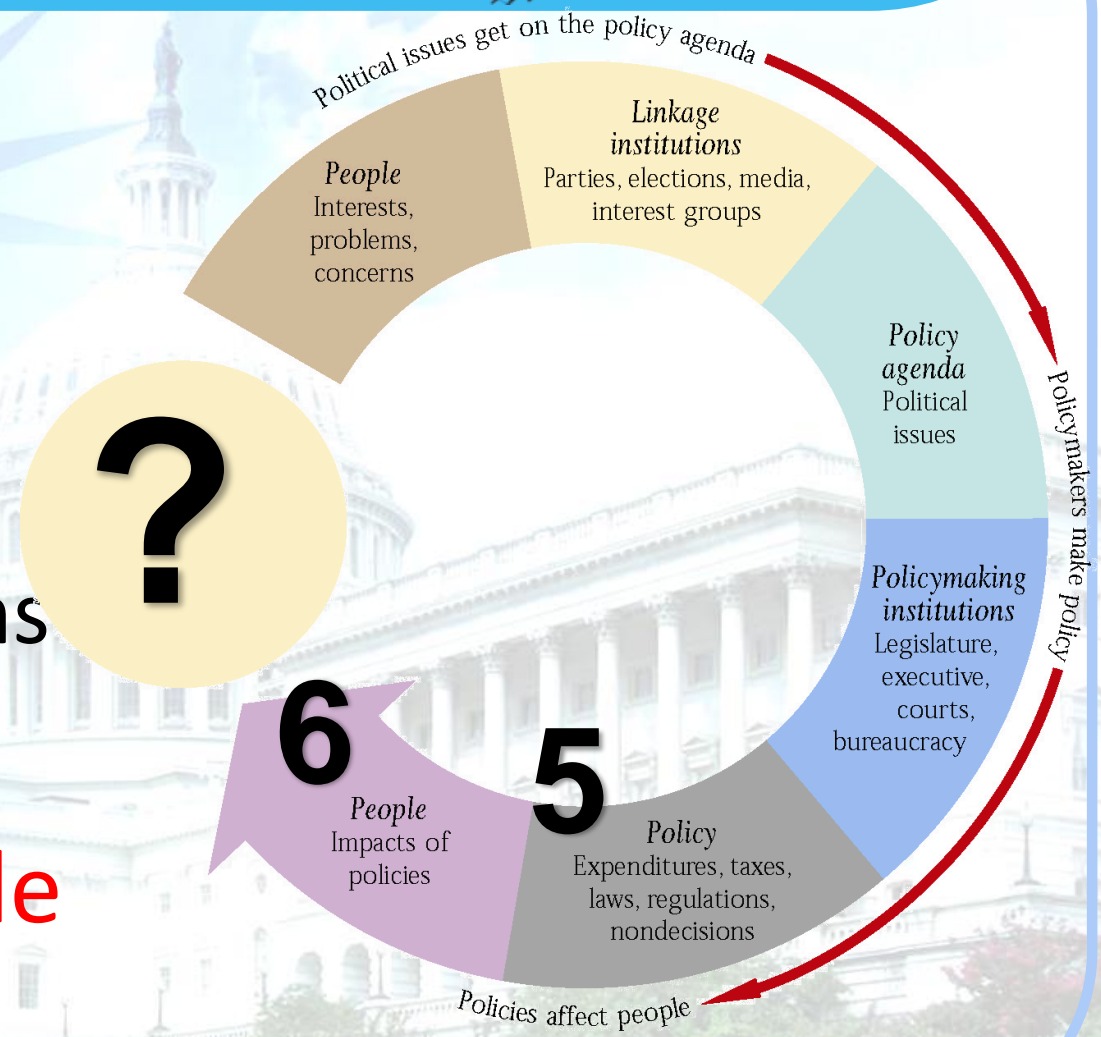 Political issues get on the policy agenda
People
Interests,
problems,
concerns
Linkage
institutions
Parties, elections, media,
interest groups
Policy
agenda
Political
issues
Policymakers make policy
Policymaking
institutions
Legislature,
executive,
courts,
bureaucracy
?
ns
5
Policy
Expenditures, taxes,
laws, regulations,
nondecisions
6
People
Impacts of
policies
le
Policies affect people